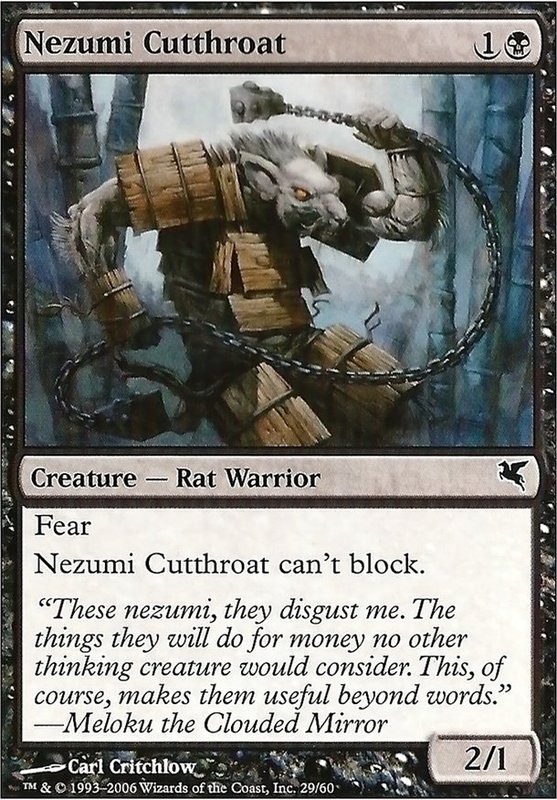 Nezumi Cutthroat 1
Creature — Rat Warrior
Fear
Nezumi Cutthroat can't block.
"These nezumi, they disgust me. The
things they will do for money no other
thinking creature would consider. This, of
course, makes them useful beyond words."
—Meloku the Clouded Mirror
2/1
Carl Critchlow
™ & © 1993–2006 Wizards of the Coast, Inc. 29/60